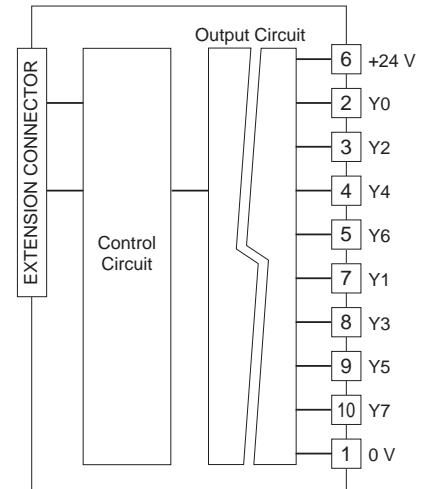 Output Circuit
EXTENSION CONNECTOR
Control
Circuit
6 +24 V
2 Y0
3 Y2
4 Y4
5 Y6
7 Y1
8 Y3
9 Y5
10 Y7
1 0 V